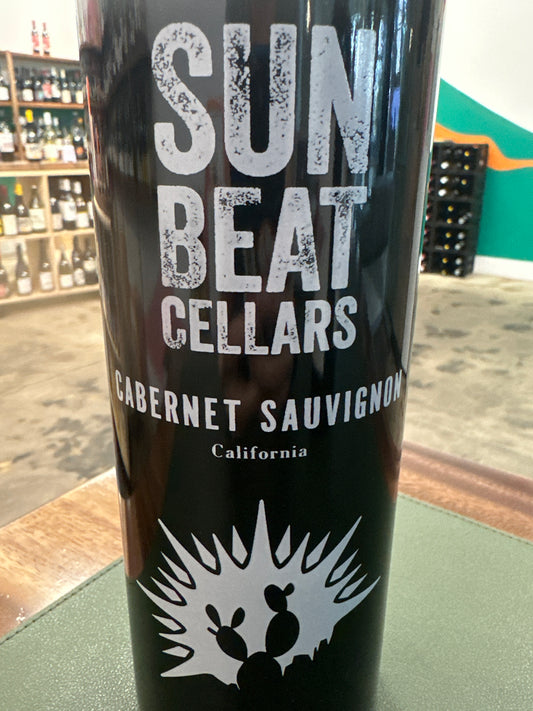 SUN
BEAT
CELLARS
CABERNET SAUVIGNON
California